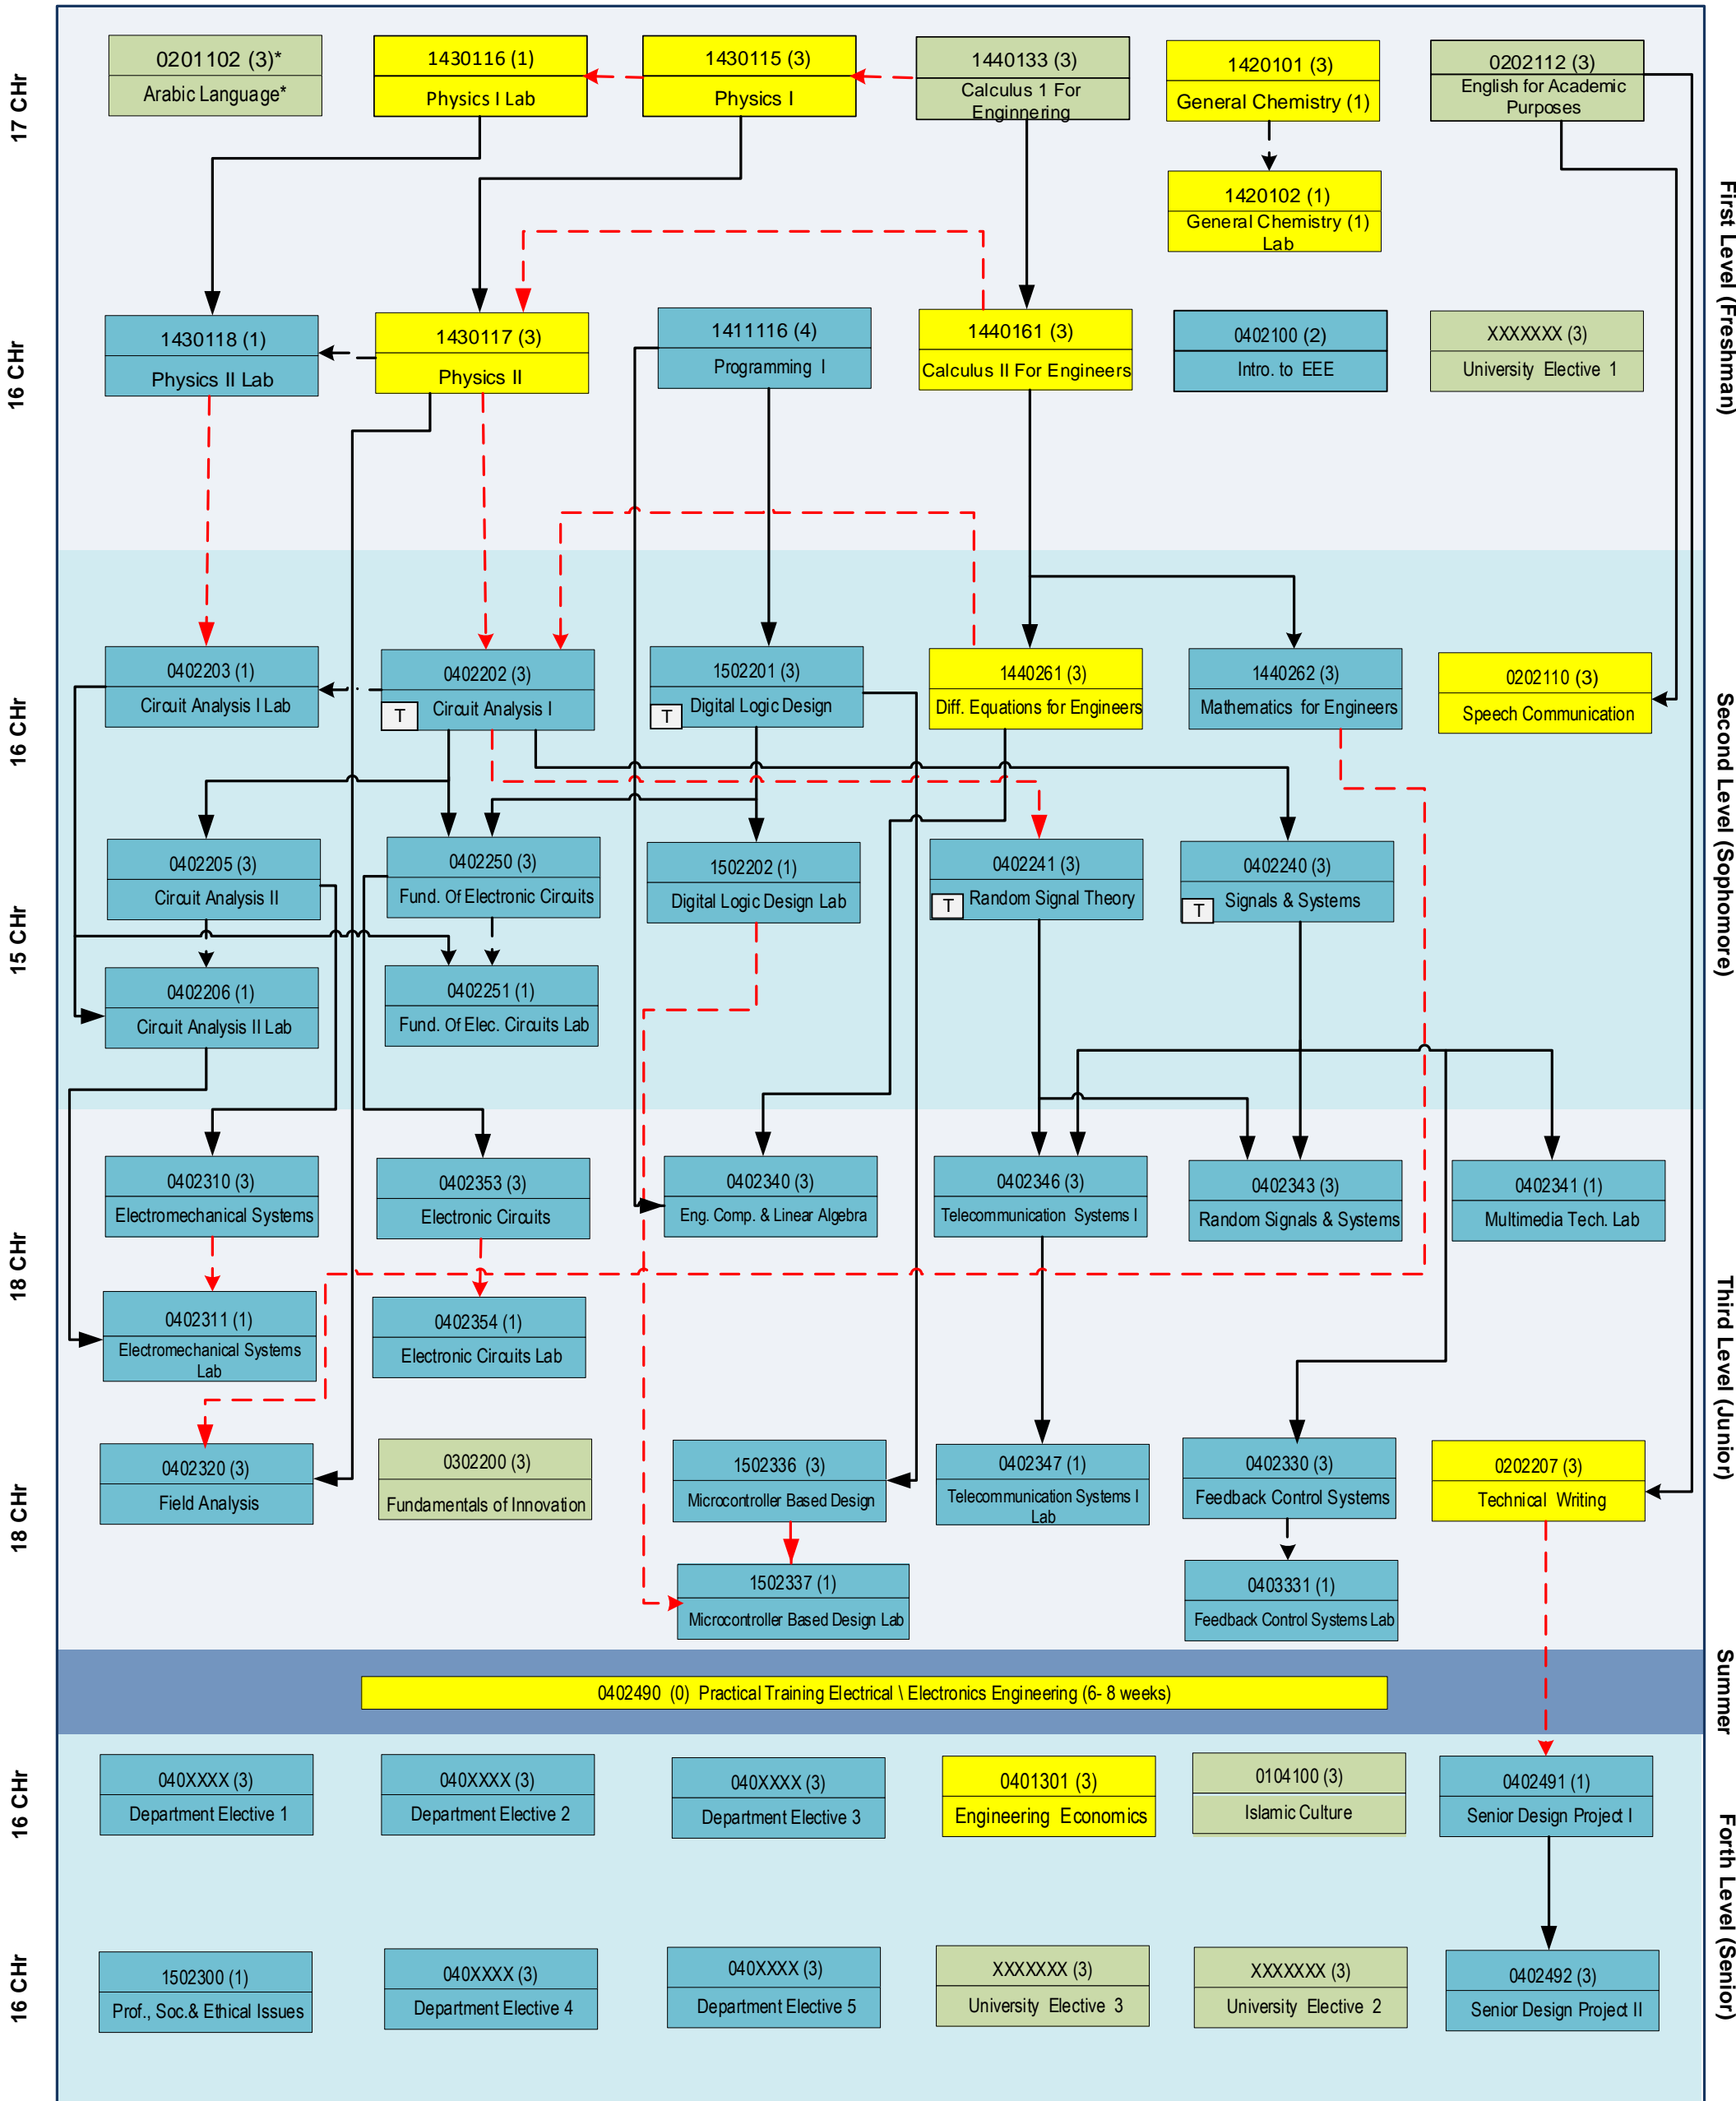 17 CHr
0201102 (3)*
Arabic Language*
1430116 (1)
Physics I Lab
1430115 (3)
Physics I
1440133 (3)
Calculus 1 For
Enginnering
1420101 (3)
General Chemistry (1)
0202112 (3)
English for Academic
Purposes
1420102 (1)
General Chemistry (1)
Lab
First Level (Freshman)
16 CHr
1430118 (1)
Physics II Lab
1430117 (3)
Physics II
1411116 (4)
Programming I
1440161 (3)
Calculus II For Engineers
0402100 (2)
Intro. to EEE
XXXXXXX (3)
University Elective 1
16 CHr
0402203 (1)
Circuit Analysis I Lab
0402202 (3)
Circuit Analysis I
T
1502201 (3)
Digital Logic Design
T
1440261 (3)
Diff. Equations for Engineers
1440262 (3)
Mathematics for Engineers
0202110 (3)
Speech Communication
Second Level (Sophomore)
15 CHr
0402205 (3)
Circuit Analysis II
0402250 (3)
Fund. Of Electronic Circuits
1502202 (1)
Digital Logic Design Lab
0402241 (3)
Random Signal Theory
T
0402240 (3)
Signals & Systems
T
0402206 (1)
Circuit Analysis II Lab
0402251 (1)
Fund. Of Elec. Circuits Lab
18 CHr
0402310 (3)
Electromechanical Systems
0402353 (3)
Electronic Circuits
0402340 (3)
Eng. Comp. & Linear Algebra
0402346 (3)
Telecommunication Systems I
0402343 (3)
Random Signals & Systems
0402341 (1)
Multimedia Tech. Lab
0402311 (1)
Electromechanical Systems
Lab
0402354 (1)
Electronic Circuits Lab
Third Level (Junior)
18 CHr
0402320 (3)
Field Analysis
0302200 (3)
Fundamentals of Innovation
1502336 (3)
Microcontroller Based Design
0402347 (1)
Telecommunication Systems I
Lab
0402330 (3)
Feedback Control Systems
0202207 (3)
Technical Writing
1502337 (1)
Microcontroller Based Design Lab
0403331 (1)
Feedback Control Systems Lab
Summer
0402490 (0) Practical Training Electrical \ Electronics Engineering (6- 8 weeks)
16 CHr
040XXXX (3)
Department Elective 1
040XXXX (3)
Department Elective 2
040XXXX (3)
Department Elective 3
0401301 (3)
Engineering Economics
0104100 (3)
Islamic Culture
0402491 (1)
Senior Design Project I
Forth Level (Senior)
16 CHr
1502300 (1)
Prof., Soc.& Ethical Issues
040XXXX (3)
Department Elective 4
040XXXX (3)
Department Elective 5
XXXXXXX (3)
University Elective 3
XXXXXXX (3)
University Elective 2
0402492 (3)
Senior Design Project II